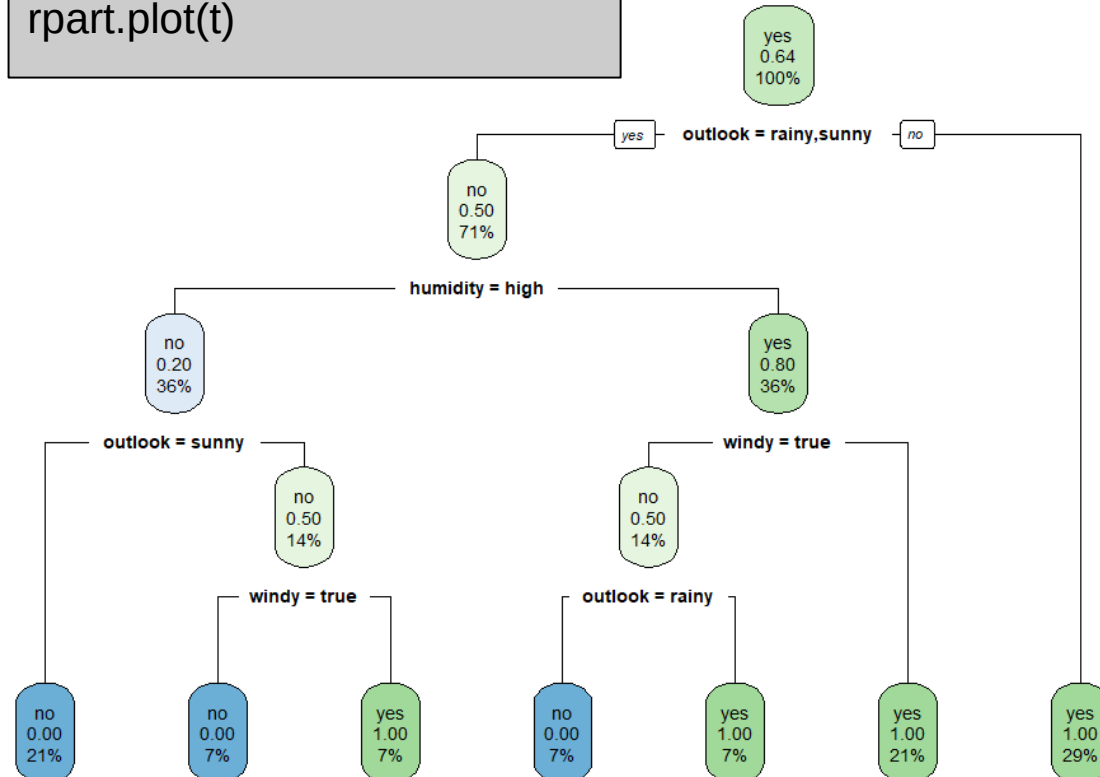 rpart.plot(t)
yes
0.64
100%
yes
outlook = rainy,sunny
no
no
0.50
71%
humidity = high
no
0.20
36%
yes
0.80
36%
outlook = sunny
windy = true
no
0.50
14%
no
0.50
14%
windy = true
outlook = rainy
no
0.00
21%
no
0.00
7%
yes
1.00
7%
no
0.00
7%
yes
1.00
7%
yes
1.00
21%
yes
1.00
29%